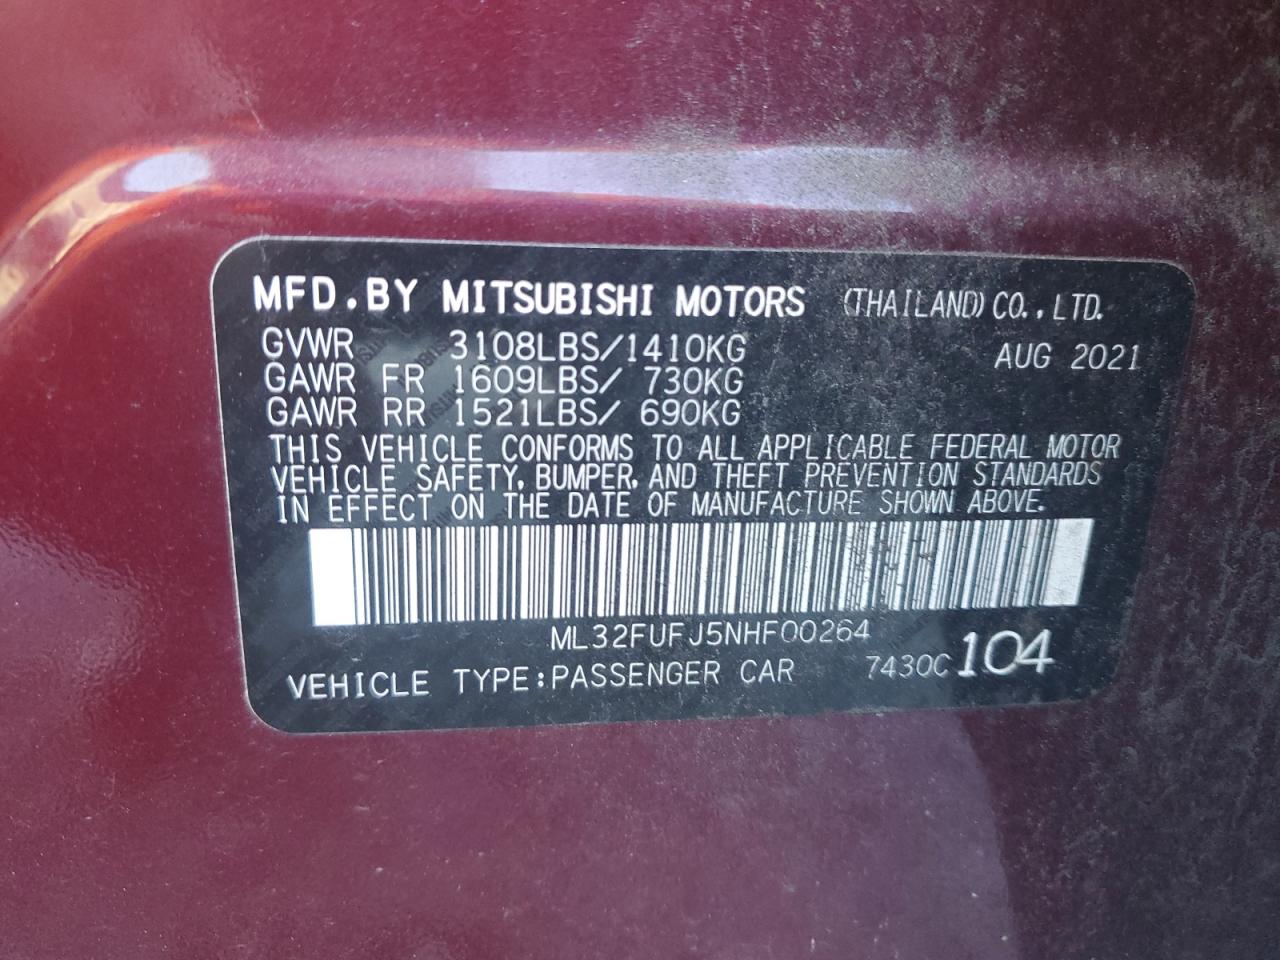 MFD.BY MITSUBISHI MOTORS (THAILAND) CO.,LTD.
GVWR 3108LBS/1410KG AUG 2021
GAWR FR 1609LBS/ 730KG
GAWR RR 1521LBS/ 690KG
THIS VEHICLE CONFORMS TO ALL APPLICABLE FEDERAL MOTOR
VEHICLE SAFETY, BUMPER, AND THEFT PREVENTION STANDARDS
IN EFFECT ON THE DATE OF MANUFACTURE SHOWN ABOVE.
ML32FUFJ5NHF00264
VEHICLE TYPE:PASSENGER CAR 7430C 104